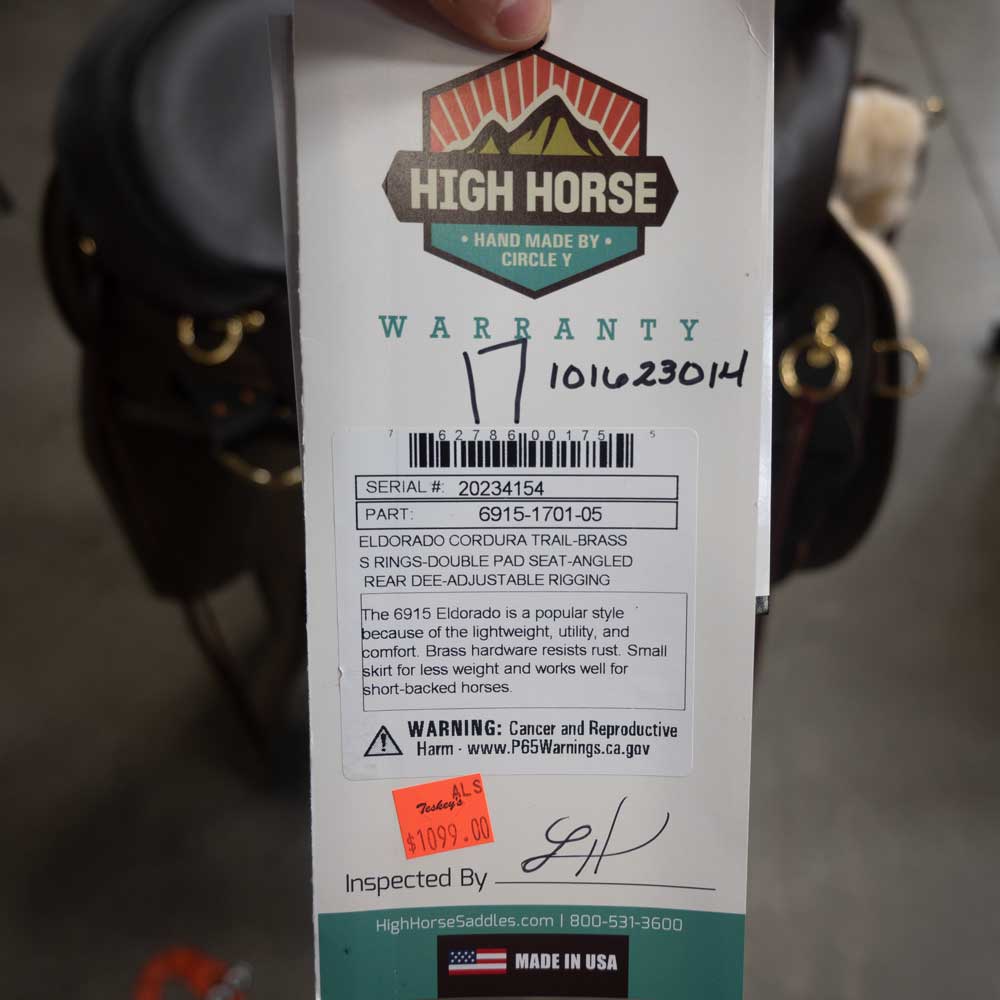 HIGH HORSE
• HAND MADE BY •
CIRCLE Y
WARRANTY
17 101623014
7 62786 00175 5
SERIAL #: 20234154
PART: 6915-1701-05
ELDORADO CORDURA TRAIL-BRASS
S RINGS-DOUBLE PAD SEAT-ANGLED
REAR DEE-ADJUSTABLE RIGGING
The 6915 Eldorado is a popular style
because of the lightweight, utility, and
comfort. Brass hardware resists rust. Small
skirt for less weight and works well for
short-backed horses.
WARNING: Cancer and Reproductive
Harm - www.P65Warnings.ca.gov
ALS
Teskey's
$1099.00
LH
Inspected By
HighHorseSaddles.com | 800-531-3600
MADE IN USA